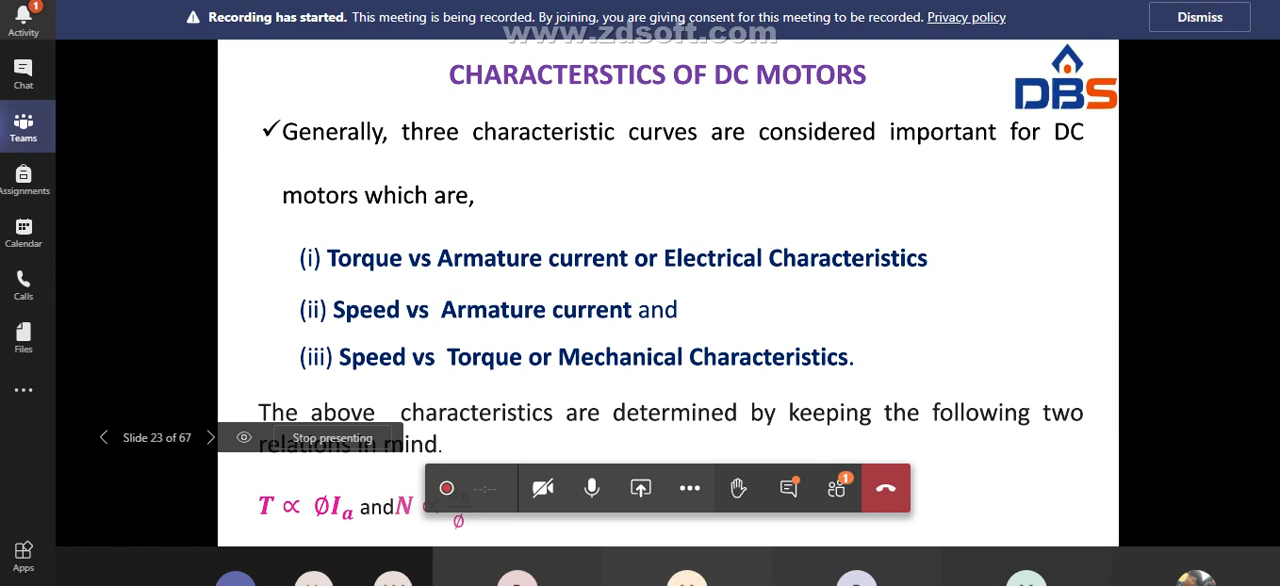 Activity
1
Chat
Teams
Assignments
Calendar
Calls
Files
Apps
Recording has started. This meeting is being recorded. By joining, you are giving consent for this meeting to be recorded. Privacy policy
Dismiss
www.zdsoft.com
CHARACTERSTICS OF DC MOTORS
DBS
✓Generally, three characteristic curves are considered important for DC
motors which are,
(i) Torque vs Armature current or Electrical Characteristics
(ii) Speed vs Armature current and
(iii) Speed vs Torque or Mechanical Characteristics.
The above characteristics are determined by keeping the following two
relations in mind.
Slide 23 of 67
Stop presenting
--:--
1
T ∝ ∅Ia and N ∝ ∅